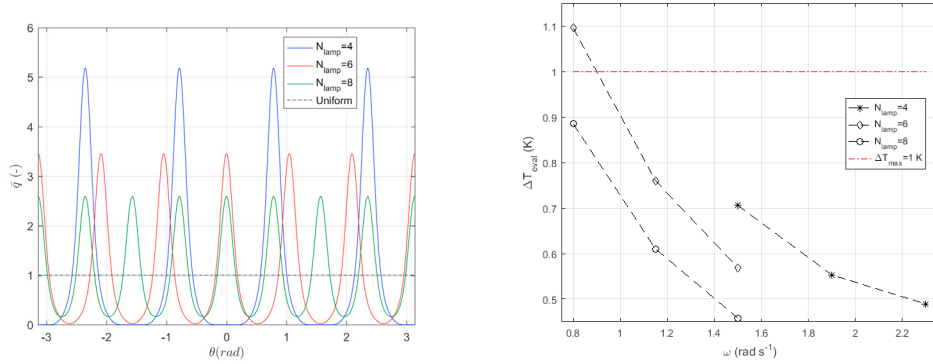 6
5
4
3
2
1
0
q̄ (-)
-3
-2
-1
0
1
2
3
θ(rad)
N_lamp=4
N_lamp=6
N_lamp=8
Uniform
1.1
1
0.9
0.8
0.7
0.6
0.5
ΔT_eval (K)
0.8
1
1.2
1.4
1.6
1.8
2
2.2
ω (rad s⁻¹)
N_lamp=4
N_lamp=6
N_lamp=8
ΔT_max=1 K